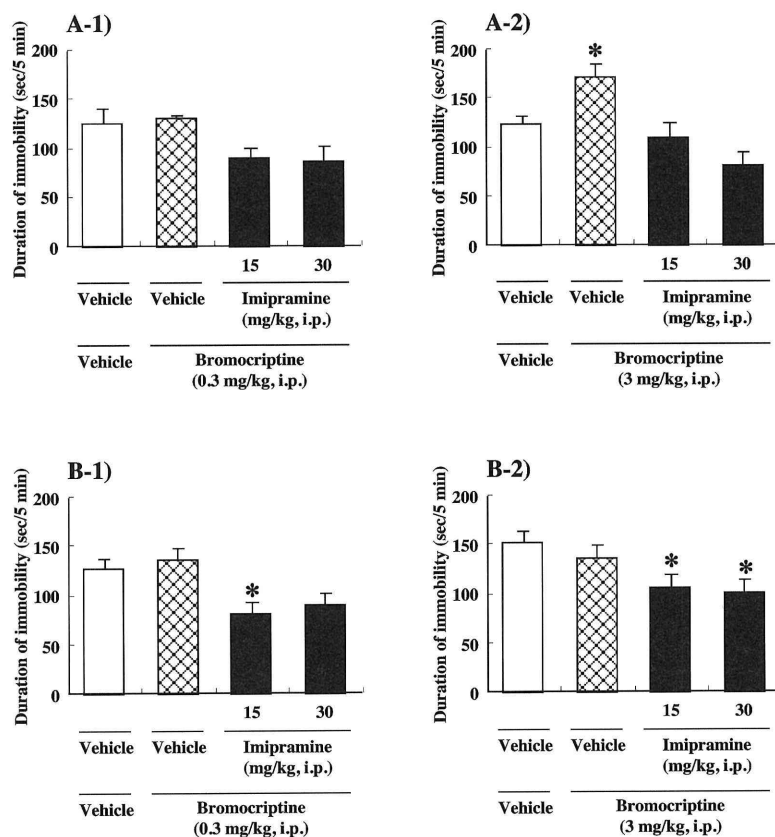 A-1)
Duration of immobility (sec/5 min)
200
150
100
50
0
15 30
Vehicle Vehicle Imipramine
(mg/kg, i.p.)
Vehicle Bromocriptine
(0.3 mg/kg, i.p.)
A-2)
Duration of immobility (sec/5 min)
200
150
100
50
0
*
15 30
Vehicle Vehicle Imipramine
(mg/kg, i.p.)
Vehicle Bromocriptine
(3 mg/kg, i.p.)
B-1)
Duration of immobility (sec/5 min)
200
150
100
50
0
*
15 30
Vehicle Vehicle Imipramine
(mg/kg, i.p.)
Vehicle Bromocriptine
(0.3 mg/kg, i.p.)
B-2)
Duration of immobility (sec/5 min)
200
150
100
50
0
* *
15 30
Vehicle Vehicle Imipramine
(mg/kg, i.p.)
Vehicle Bromocriptine
(3 mg/kg, i.p.)